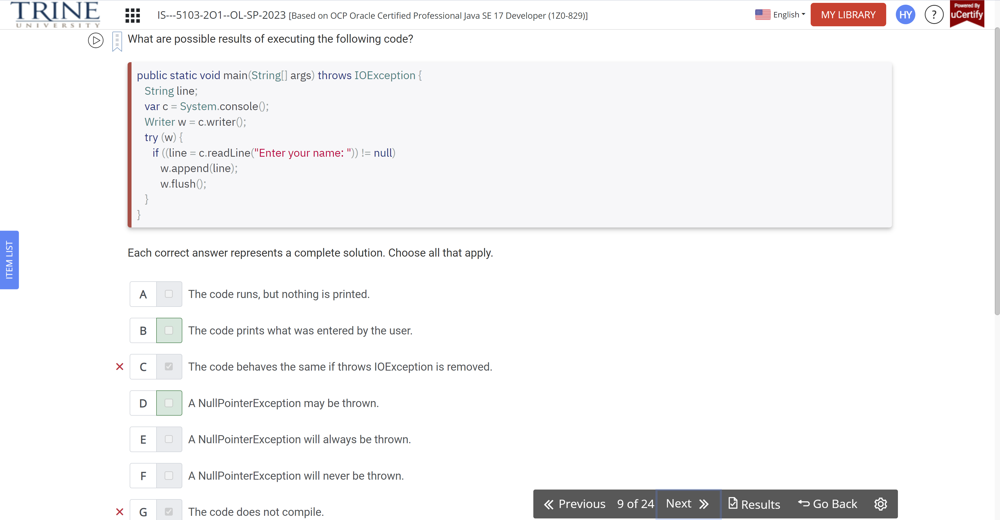 TRINE
UNIVERSITY
IS---5103-2O1--OL-SP-2023 [Based on OCP Oracle Certified Professional Java SE 17 Developer (1Z0-829)]
English
MY LIBRARY
HY
?
Powered By
uCertify
What are possible results of executing the following code?
public static void main(String[] args) throws IOException {
String line;
var c = System.console();
Writer w = c.writer();
try (w) {
if ((line = c.readLine("Enter your name: ")) != null)
w.append(line);
w.flush();
}
}
ITEM LIST
Each correct answer represents a complete solution. Choose all that apply.
A The code runs, but nothing is printed.
B The code prints what was entered by the user.
C The code behaves the same if throws IOException is removed.
D A NullPointerException may be thrown.
E A NullPointerException will always be thrown.
F A NullPointerException will never be thrown.
G The code does not compile.
Previous 9 of 24 Next Results Go Back